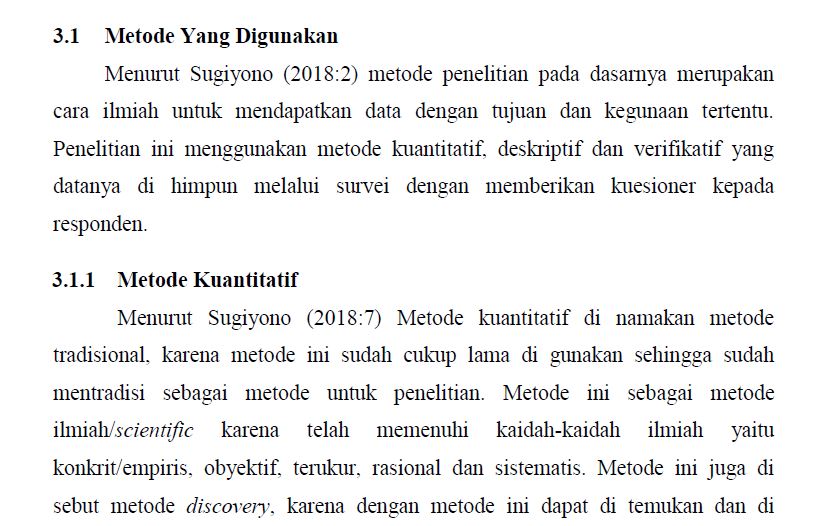 3.1 Metode Yang Digunakan
Menurut Sugiyono (2018:2) metode penelitian pada dasarnya merupakan
cara ilmiah untuk mendapatkan data dengan tujuan dan kegunaan tertentu.
Penelitian ini menggunakan metode kuantitatif, deskriptif dan verifikatif yang
datanya di himpun melalui survei dengan memberikan kuesioner kepada
responden.
3.1.1 Metode Kuantitatif
Menurut Sugiyono (2018:7) Metode kuantitatif di namakan metode
tradisional, karena metode ini sudah cukup lama di gunakan sehingga sudah
mentradisi sebagai metode untuk penelitian. Metode ini sebagai metode
ilmiah/scientific karena telah memenuhi kaidah-kaidah ilmiah yaitu
konkrit/empiris, obyektif, terukur, rasional dan sistematis. Metode ini juga di
sebut metode discovery, karena dengan metode ini dapat di temukan dan di